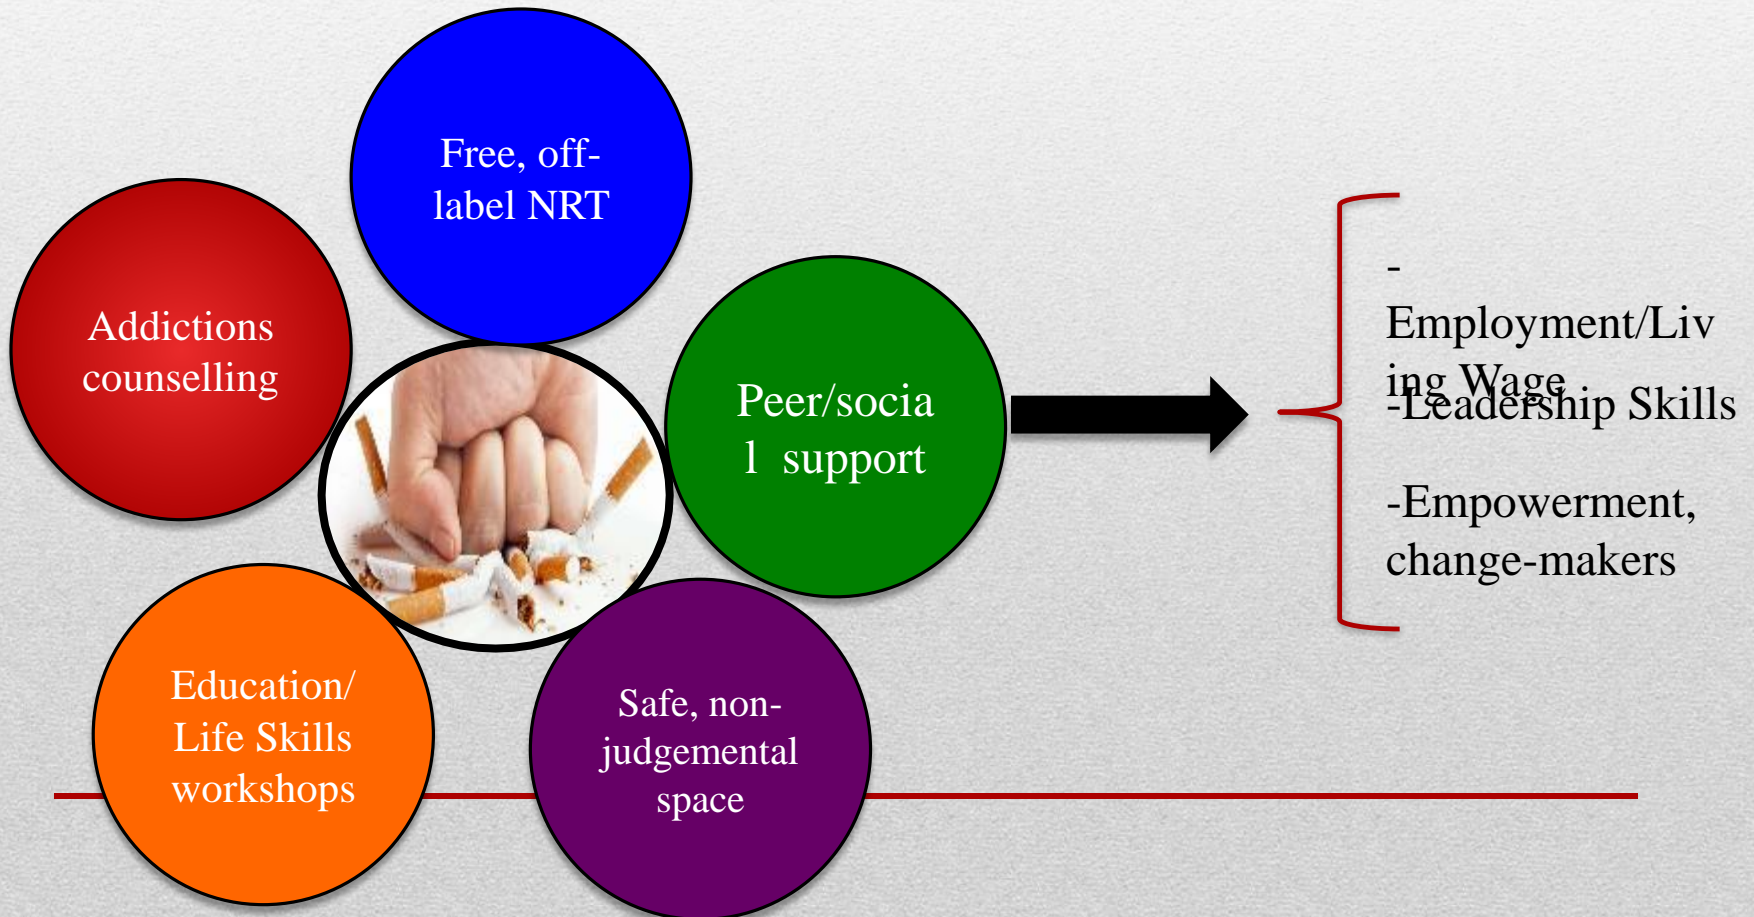 Free, off-
label NRT
Addictions
counselling
Peer/socia
l support
Education/
Life Skills
workshops
Safe, non-
judgemental
space
-
Employment/Liv
ing Wage
-Leadership Skills
-Empowerment,
change-makers